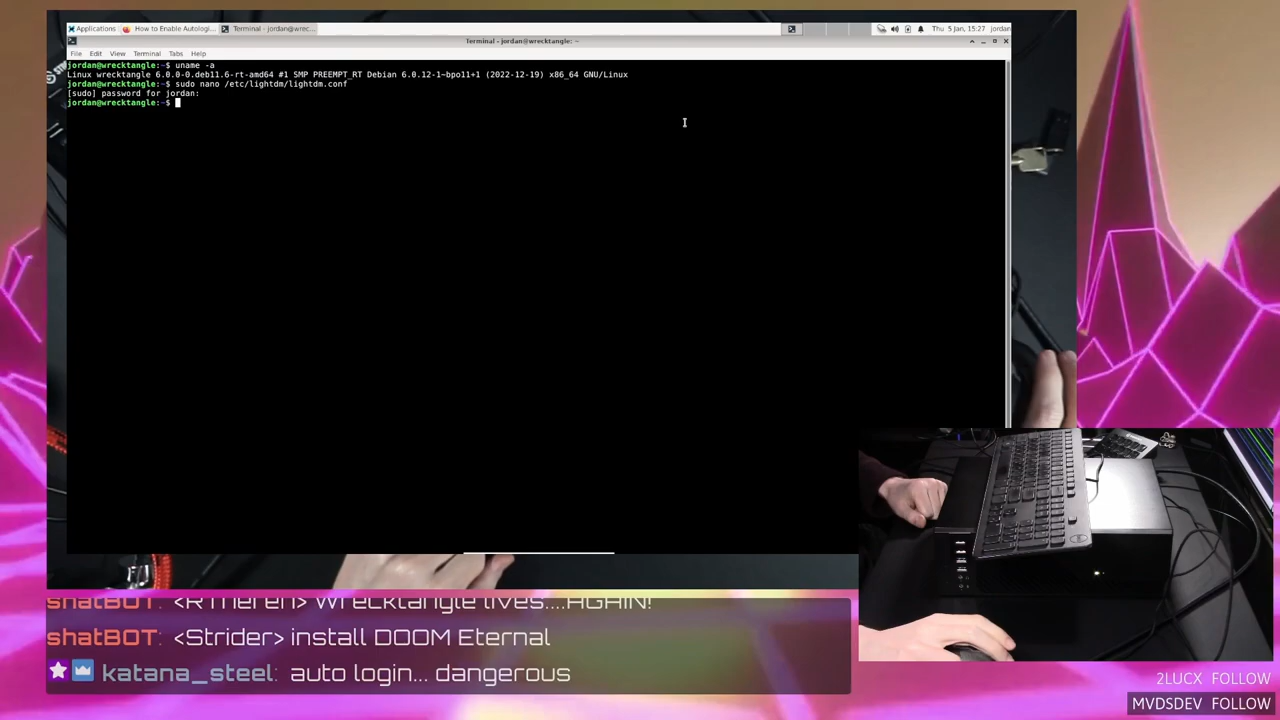 Applications
How to Enable Autologi...
Terminal - jordan@wrec...
Thu 5 Jan, 15:27
jordan
Terminal - jordan@wrecktangle: ~
File Edit View Terminal Tabs Help
jordan@wrecktangle:~$ uname -a
Linux wrecktangle 6.0.0-0.deb11.6-rt-amd64 #1 SMP PREEMPT_RT Debian 6.0.12-1~bpo11+1 (2022-12-19) x86_64 GNU/Linux
jordan@wrecktangle:~$ sudo nano /etc/lightdm/lightdm.conf
[sudo] password for jordan:
jordan@wrecktangle:~$
shatBOT: <RTheren> Wrecktangle lives....AGAIN!
shatBOT: <Strider> install DOOM Eternal
katana_steel: auto login... dangerous
2LUCX FOLLOW
MVDSDEV FOLLOW